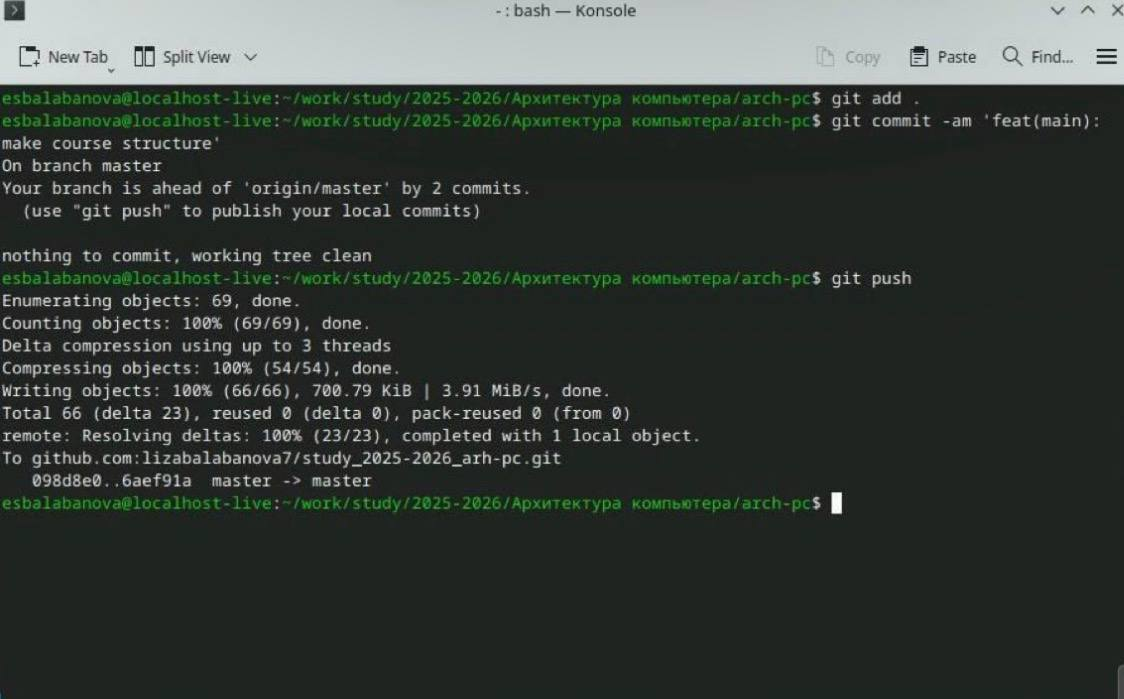 - : bash — Konsole
New Tab Split View Copy Paste Find...
esbalabanova@localhost-live:~/work/study/2025-2026/Архитектура компьютера/arch-pc$ git add .
esbalabanova@localhost-live:~/work/study/2025-2026/Архитектура компьютера/arch-pc$ git commit -am 'feat(main):
make course structure'
On branch master
Your branch is ahead of 'origin/master' by 2 commits.
  (use "git push" to publish your local commits)
nothing to commit, working tree clean
esbalabanova@localhost-live:~/work/study/2025-2026/Архитектура компьютера/arch-pc$ git push
Enumerating objects: 69, done.
Counting objects: 100% (69/69), done.
Delta compression using up to 3 threads
Compressing objects: 100% (54/54), done.
Writing objects: 100% (66/66), 700.79 KiB | 3.91 MiB/s, done.
Total 66 (delta 23), reused 0 (delta 0), pack-reused 0 (from 0)
remote: Resolving deltas: 100% (23/23), completed with 1 local object.
To github.com:lizabalabanova7/study_2025-2026_arh-pc.git
   098d8e0..6aef91a  master -> master
esbalabanova@localhost-live:~/work/study/2025-2026/Архитектура компьютера/arch-pc$